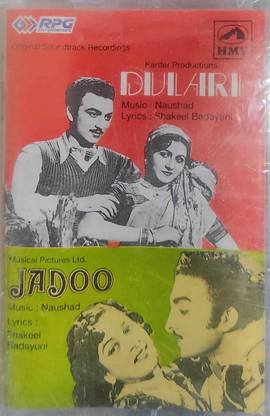 RPG
HMV
Original Soundtrack Recordings
Kardar Productions
DULARI
Music : Naushad
Lyrics : Shakeel Badayuni
Musical Pictures Ltd.
JADOO
Music : Naushad
Lyrics :
Shakeel
Badayuni